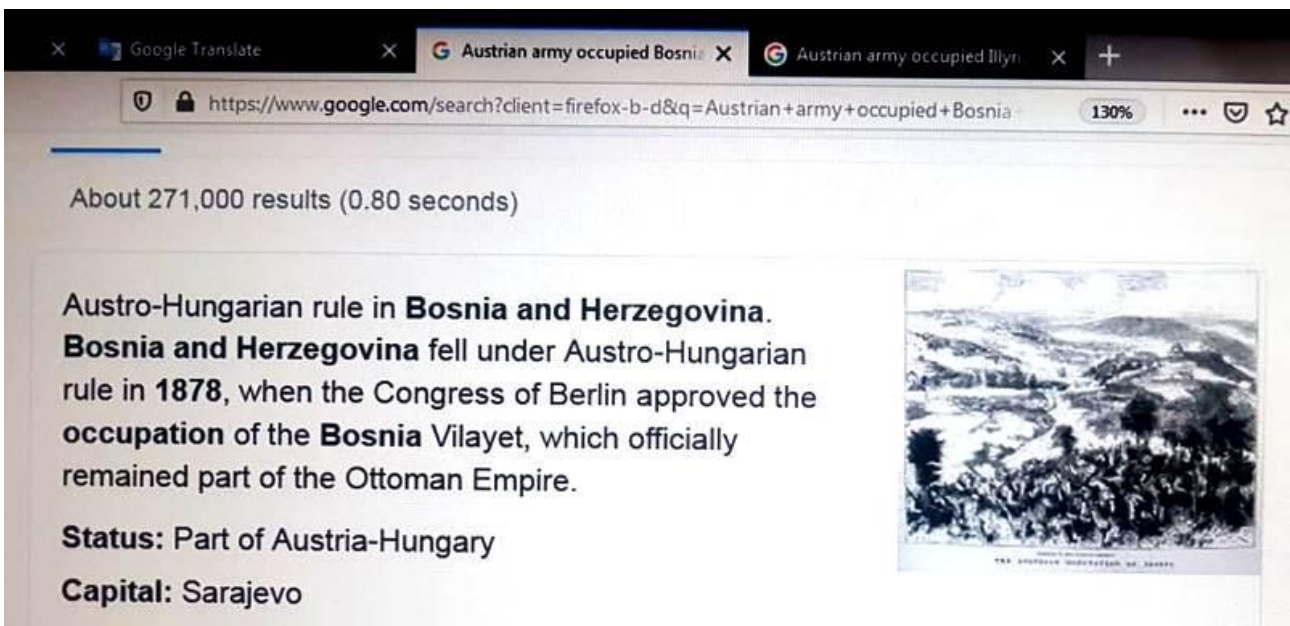 Google Translate
Austrian army occupied Bosnia
Austrian army occupied Illyri
https://www.google.com/search?client=firefox-b-d&q=Austrian+army+occupied+Bosnia
130%
About 271,000 results (0.80 seconds)
Austro-Hungarian rule in Bosnia and Herzegovina.
Bosnia and Herzegovina fell under Austro-Hungarian
rule in 1878, when the Congress of Berlin approved the
occupation of the Bosnia Vilayet, which officially
remained part of the Ottoman Empire.
Status: Part of Austria-Hungary
Capital: Sarajevo